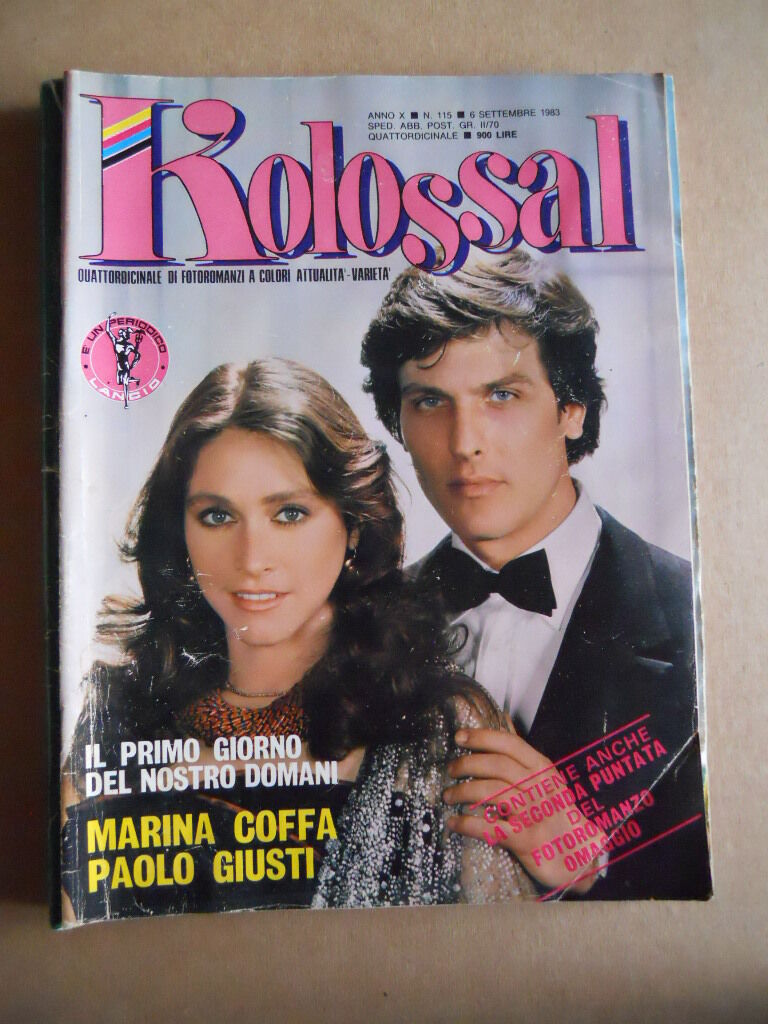 ANNO X ■ N. 115 ■ 6 SETTEMBRE 1983
SPED. ABB. POST. GR. II/70
QUATTORDICINALE ■ 900 LIRE
Kolossal
QUATTORDICINALE DI FOTOROMANZI A COLORI ATTUALITA'-VARIETA'
E' UN PERIODICO
LANCIO
IL PRIMO GIORNO
DEL NOSTRO DOMANI
MARINA COFFA
PAOLO GIUSTI
CONTIENE ANCHE
LA SECONDA PUNTATA
DEL
FOTOROMANZO
OMAGGIO